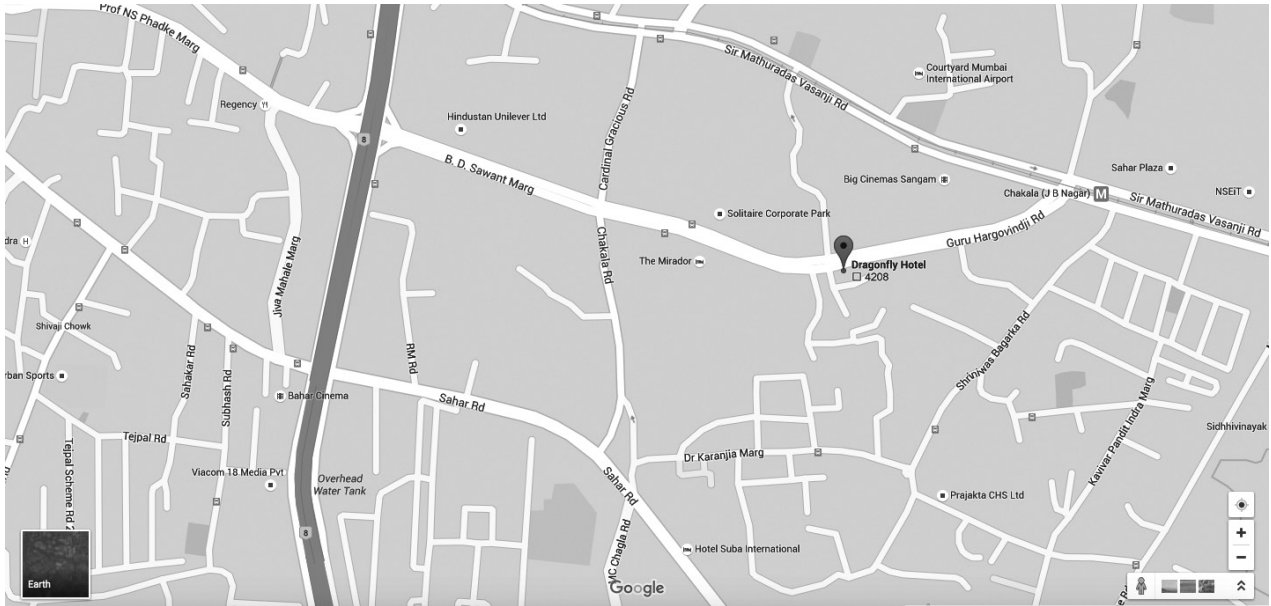 Prof NS Phadke Marg
Sir Mathuradas Vasanji Rd
Courtyard Mumbai
International Airport
Regency
Hindustan Unilever Ltd
Cardinal Gracious Rd
8
B. D. Sawant Marg
Big Cinemas Sangam
Sahar Plaza
Chakala (J B Nagar)
M
NSEiT
Sir Mathuradas Vasanji Rd
Solitaire Corporate Park
Guru Hargovindji Rd
Chakala Rd
dra
H
The Mirador
Dragonfly Hotel
4208
Jiva Mahale Marg
Shivaji Chowk
RM Rd
Shriniwas Bagarka Rd
rban Sports
Sahakar Rd
Subhash Rd
Bahar Cinema
Sahar Rd
Kavivar Pandit Indra Marg
Sidhhivinayak
Tejpal Rd
Tejpal Scheme Rd 2
Viacom 18 Media Pvt
Overhead
Water Tank
Dr Karanjia Marg
Sahar Rd
Prajakta CHS Ltd
8
MC Chagla Rd
Hotel Suba International
Earth
Google
+
−